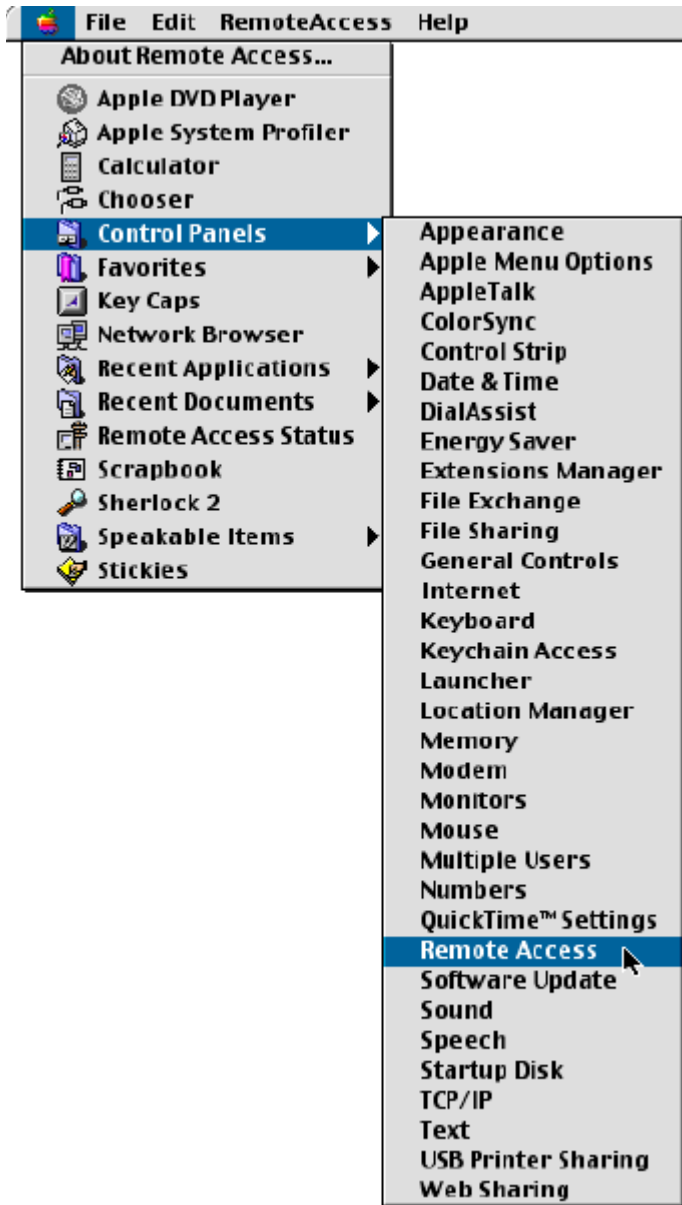 File Edit RemoteAccess Help
About Remote Access...
Apple DVD Player
Apple System Profiler
Calculator
Chooser
Control Panels
Favorites
Key Caps
Network Browser
Recent Applications
Recent Documents
Remote Access Status
Scrapbook
Sherlock 2
Speakable Items
Stickies
Appearance
Apple Menu Options
AppleTalk
ColorSync
Control Strip
Date & Time
DialAssist
Energy Saver
Extensions Manager
File Exchange
File Sharing
General Controls
Internet
Keyboard
Keychain Access
Launcher
Location Manager
Memory
Modem
Monitors
Mouse
Multiple Users
Numbers
QuickTime™ Settings
Remote Access
Software Update
Sound
Speech
Startup Disk
TCP/IP
Text
USB Printer Sharing
Web Sharing